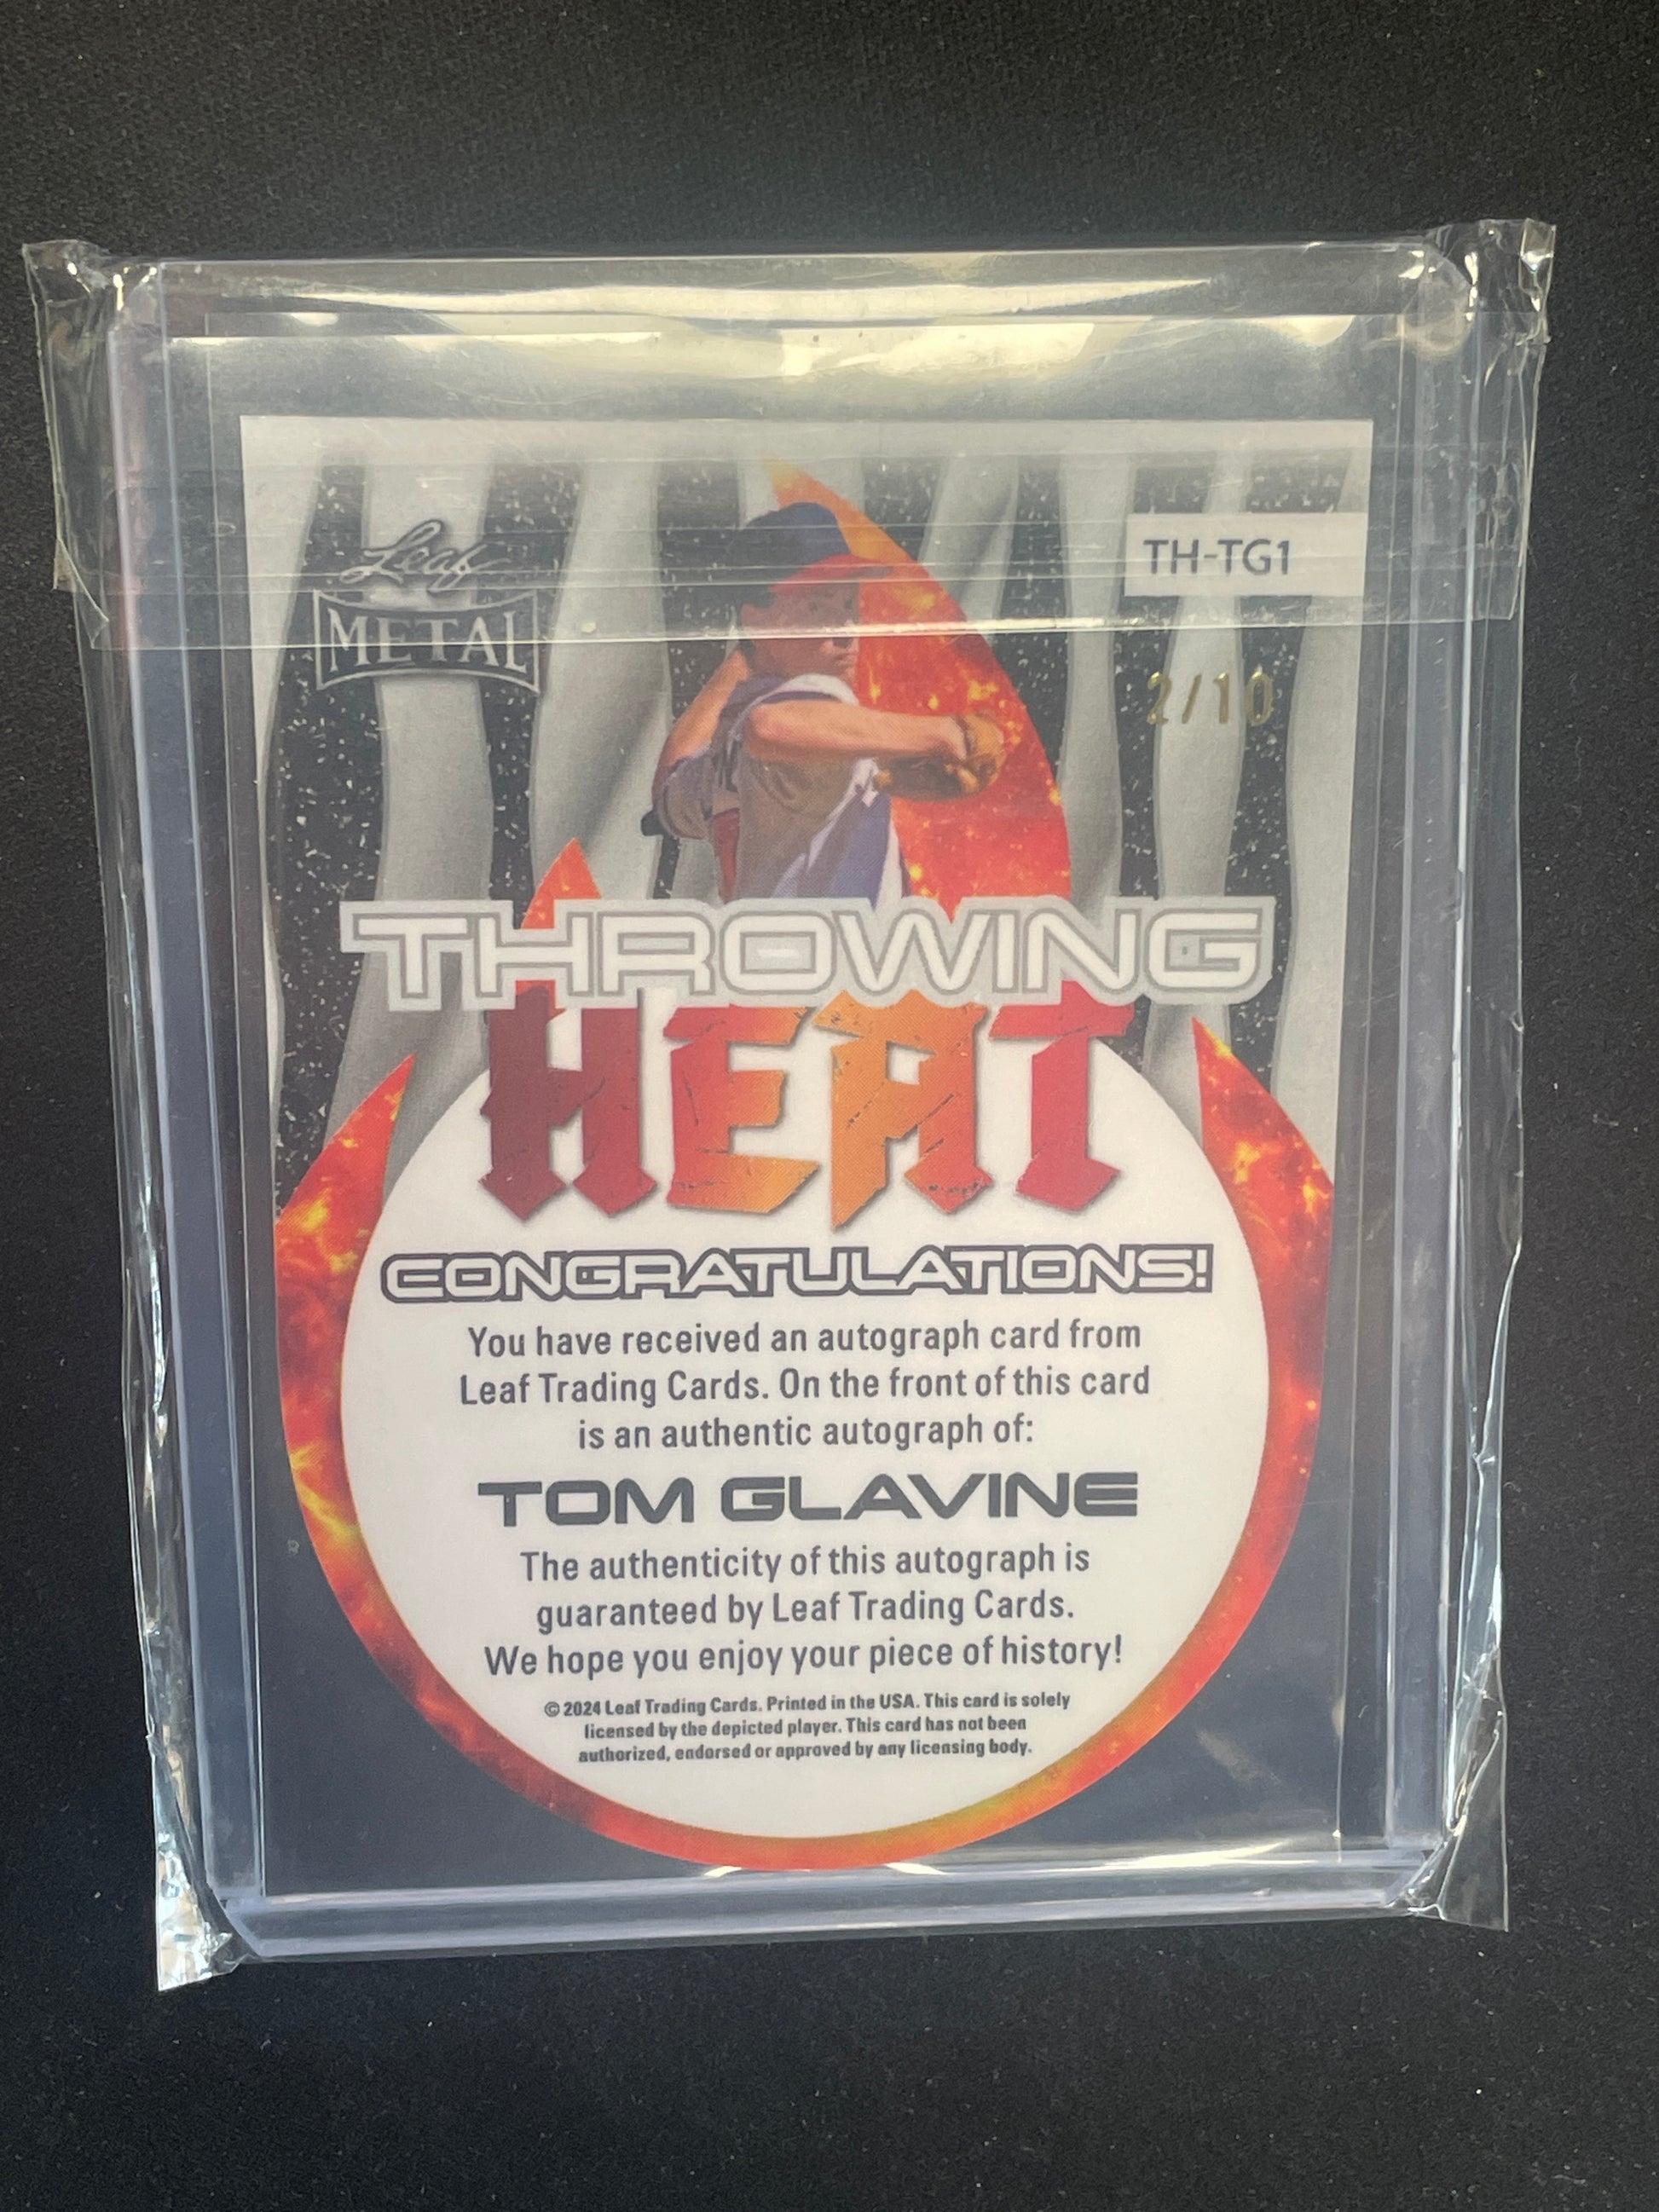 Leaf
METAL
TH-TG1
2/10
THROWING
HEAT
CONGRATULATIONS!
You have received an autograph card from
Leaf Trading Cards. On the front of this card
is an authentic autograph of:
TOM GLAVINE
The authenticity of this autograph is
guaranteed by Leaf Trading Cards.
We hope you enjoy your piece of history!
© 2024 Leaf Trading Cards. Printed in the USA. This card is solely
licensed by the depicted player. This card has not been
authorized, endorsed or approved by any licensing body.